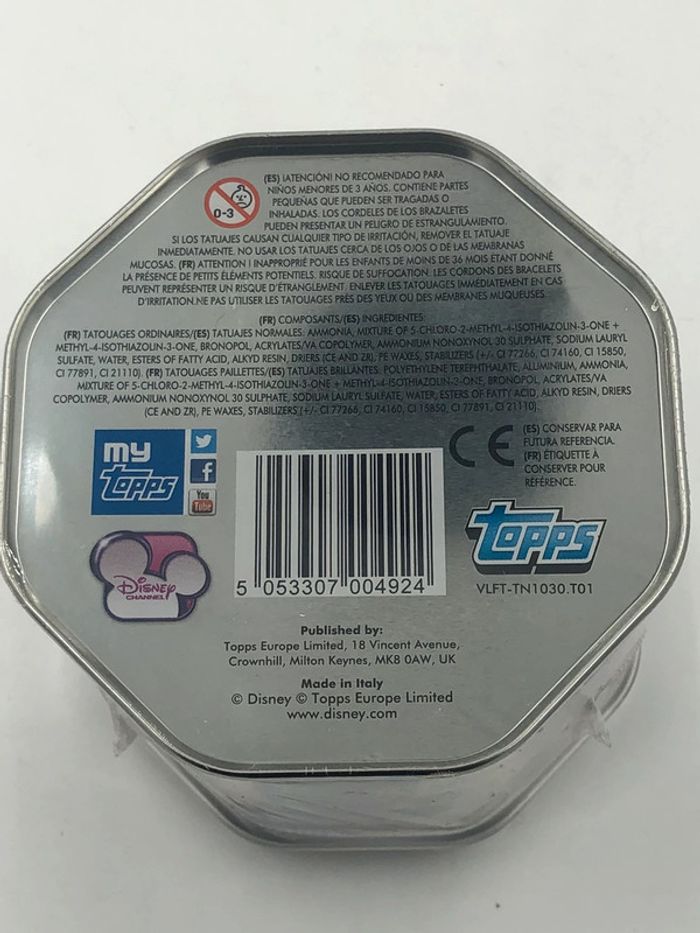 (ES) ¡ATENCIÓN! NO RECOMENDADO PARA
NIÑOS MENORES DE 3 AÑOS. CONTIENE PARTES
PEQUEÑAS QUE PUEDEN SER TRAGADAS O
0-3
INHALADAS. LOS CORDELES DE LOS BRAZALETES
PUEDEN PRESENTAR UN PELIGRO DE ESTRANGULAMIENTO.
SI LOS TATUAJES CAUSAN CUALQUIER TIPO DE IRRITACIÓN, REMOVER EL TATUAJE
INMEDIATAMENTE. NO USAR LOS TATUAJES CERCA DE LOS OJOS O DE LAS MEMBRANAS
MUCOSAS. (FR) ATTENTION ! INAPPROPRIÉ POUR LES ENFANTS DE MOINS DE 36 MOIS ÉTANT DONNÉ
LA PRÉSENCE DE PETITS ÉLÉMENTS POTENTIELS. RISQUE DE SUFFOCATION. LES CORDONS DES BRACELETS
PEUVENT REPRÉSENTER UN RISQUE D'ÉTRANGLEMENT. ENLEVER LES TATOUAGES IMMÉDIATEMENT EN CAS
D'IRRITATION.NE PAS UTILISER LES TATOUAGES PRÈS DES YEUX OU DES MEMBRANES MUQUEUSES.
(FR) COMPOSANTS/(ES) INGREDIENTES:
(FR) TATOUAGES ORDINAIRES/(ES) TATUAJES NORMALES: AMMONIA, MIXTURE OF 5-CHLORO-2-METHYL-4-ISOTHIAZOLIN-3-ONE +
METHYL-4-ISOTHIAZOLIN-3-ONE, BRONOPOL, ACRYLATES/VA COPOLYMER, AMMONIUM NONOXYNOL 30 SULPHATE, SODIUM LAURYL
SULFATE, WATER, ESTERS OF FATTY ACID, ALKYD RESIN, DRIERS (CE AND ZR), PE WAXES, STABILIZERS (+/- CI 77266, CI 74160, CI 15850,
CI 77891, CI 21110). (FR) TATOUAGES PAILLETTES/(ES) TATUAJES BRILLANTES: POLYETHYLENE TEREPHTHALATE, ALUMINIUM, AMMONIA,
MIXTURE OF 5-CHLORO-2-METHYL-4-ISOTHIAZOLIN-3-ONE + METHYL-4-ISOTHIAZOLIN-3-ONE, BRONOPOL, ACRYLATES/VA
COPOLYMER, AMMONIUM NONOXYNOL 30 SULPHATE, SODIUM LAURYL SULFATE, WATER, ESTERS OF FATTY ACID, ALKYD RESIN, DRIERS
(CE AND ZR), PE WAXES, STABILIZERS (+/- CI 77266, CI 74160, CI 15850, CI 77891, CI 21110).
my
topps
You
Tube
CE
(ES) CONSERVAR PARA
FUTURA REFERENCIA.
(FR) ÉTIQUETTE À
CONSERVER POUR
RÉFÉRENCE.
Disney
CHANNEL
5 053307 004924
topps
VLFT-TN1030.T01
Published by:
Topps Europe Limited, 18 Vincent Avenue,
Crownhill, Milton Keynes, MK8 0AW, UK
Made in Italy
© Disney © Topps Europe Limited
www.disney.com